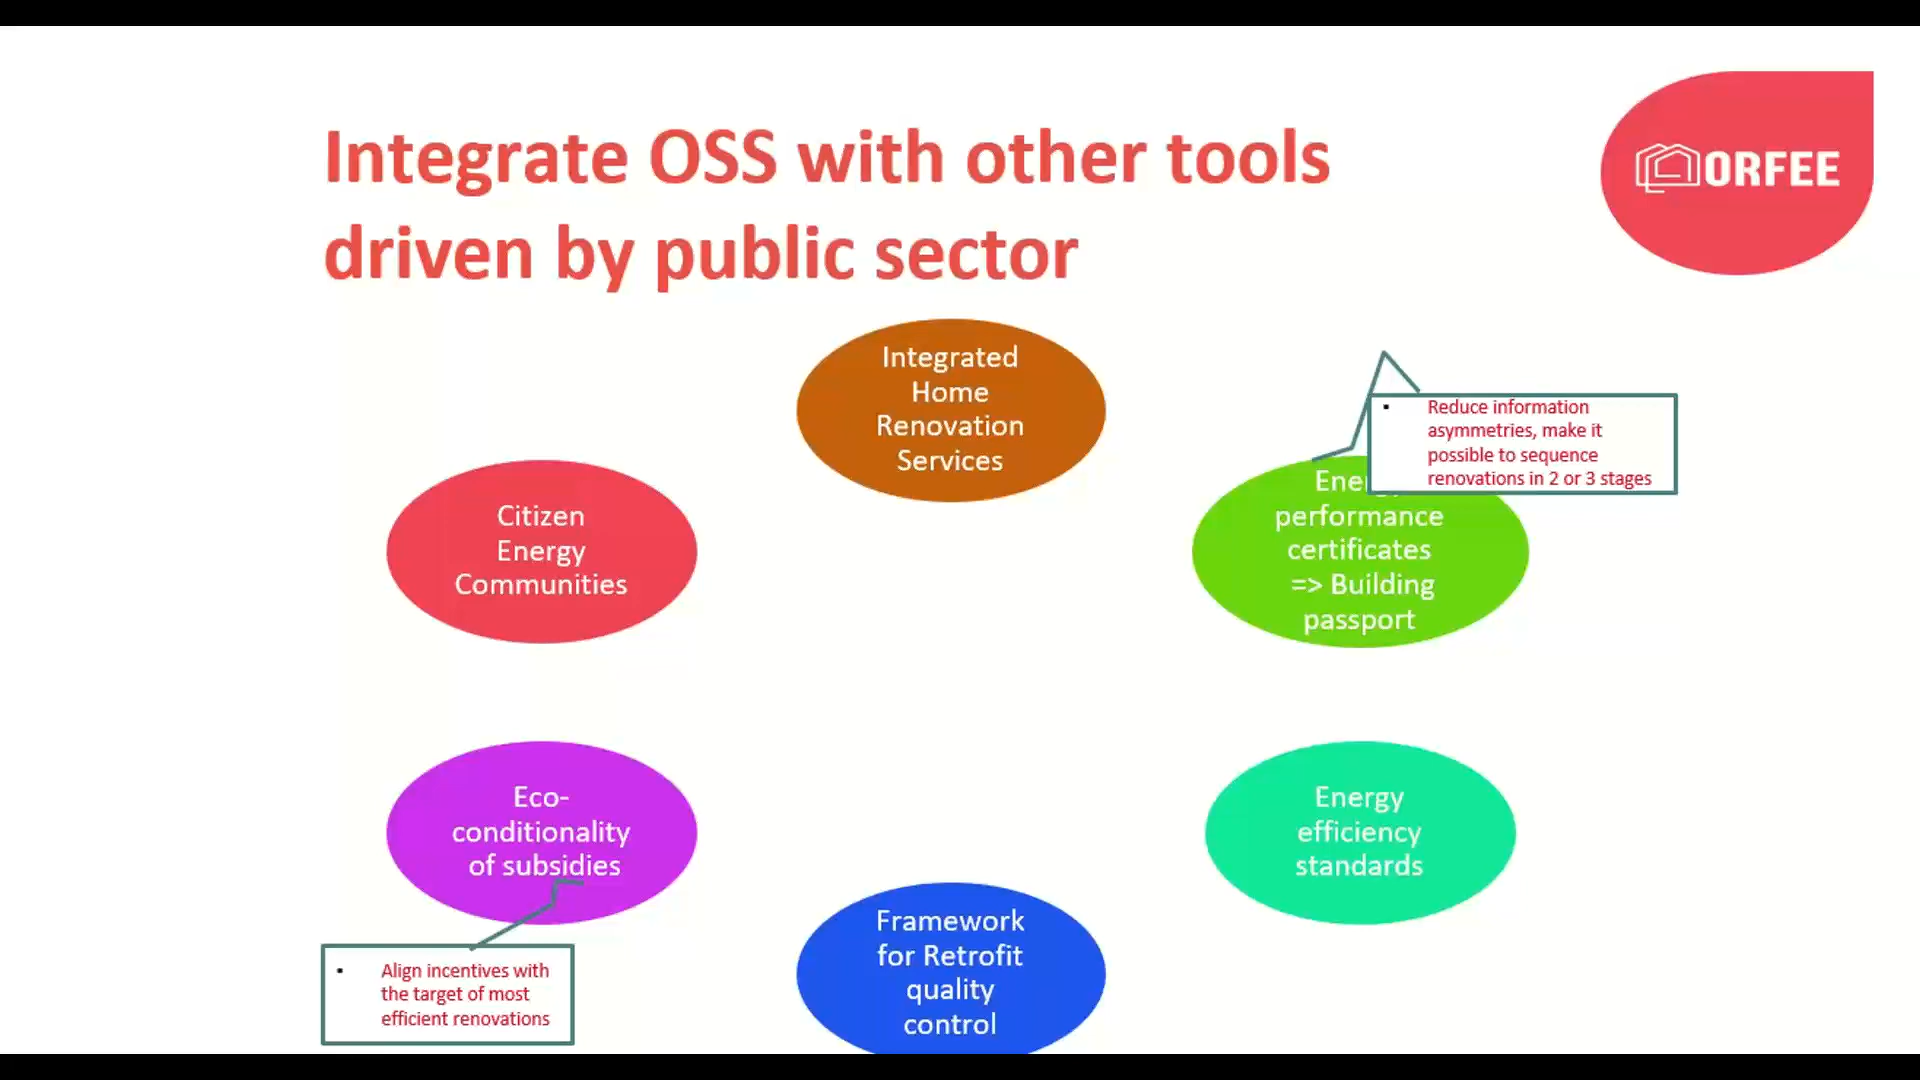 Integrate OSS with other tools
driven by public sector
ORFEE
Integrated
Home
Renovation
Services
▪ Reduce information
asymmetries, make it
possible to sequence
renovations in 2 or 3 stages
performance
certificates
=> Building
passport
Citizen
Energy
Communities
Eco-
conditionality
of subsidies
Energy
efficiency
standards
Framework
for Retrofit
quality
control
▪ Align incentives with
the target of most
efficient renovations